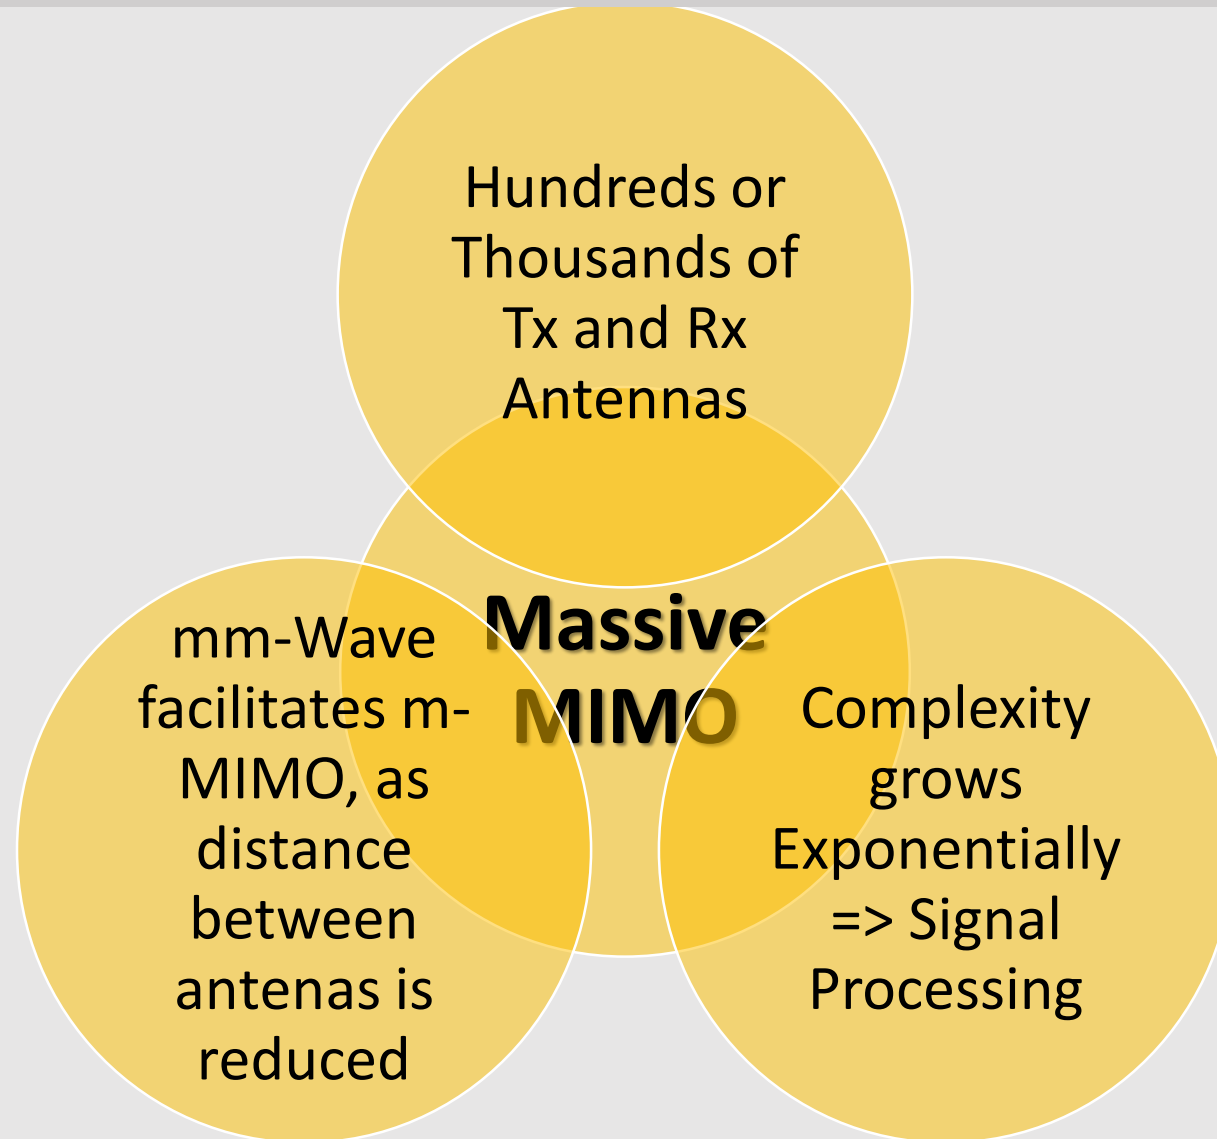 Hundreds or
Thousands of
Tx and Rx
Antennas
Massive
MIMO
mm-Wave
facilitates m-
MIMO, as
distance
between
antenas is
reduced
Complexity
grows
Exponentially
=> Signal
Processing